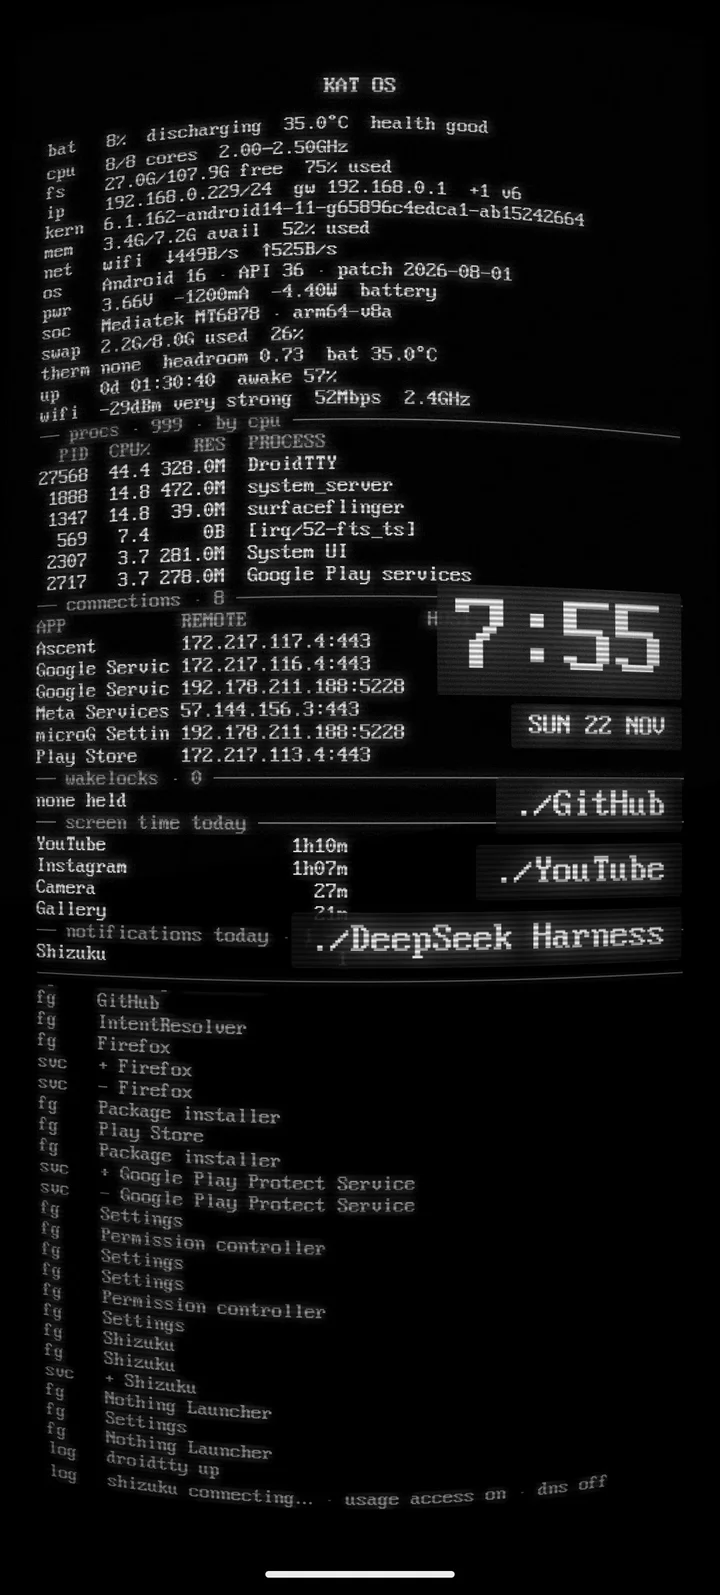 KAT OS
bat 8% discharging 35.0°C health good
cpu 8/8 cores 2.00-2.50GHz
fs 27.0G/107.9G free 75% used
ip 192.168.0.229/24 gw 192.168.0.1 +1 v6
kern 6.1.162-android14-11-g65896c4edca1-ab15242664
mem 3.4G/7.2G avail 52% used
net wifi ↓449B/s ↑525B/s
os Android 16 · API 36 · patch 2026-08-01
pwr 3.66V -1200mA -4.40W battery
soc Mediatek MT6878 · arm64-v8a
swap 2.2G/8.0G used 26%
therm none headroom 0.73 bat 35.0°C
up 0d 01:30:40 awake 57%
wifi -29dBm very strong 52Mbps 2.4GHz
— procs · 999 · by cpu
PID CPU% RES PROCESS
27568 44.4 328.0M DroidTTY
1888 14.8 472.0M system_server
1347 14.8 39.0M surfaceflinger
569 7.4 0B [irq/52-fts_ts]
2307 3.7 281.0M System UI
2717 3.7 278.0M Google Play services
— connections · 8
APP REMOTE
Ascent 172.217.117.4:443
Google Servic 172.217.116.4:443
Google Servic 192.178.211.188:5228
Meta Services 57.144.156.3:443
microG Settin 192.178.211.188:5228
Play Store 172.217.113.4:443
7:55
SUN 22 NOV
— wakelocks · 0
none held
./GitHub
— screen time today
YouTube 1h10m
Instagram 1h07m
Camera 27m
Gallery 21m
./YouTube
— notifications today ·
Shizuku
./DeepSeek Harness
fg GitHub
fg IntentResolver
fg Firefox
svc + Firefox
svc - Firefox
fg Package installer
fg Play Store
fg Package installer
svc + Google Play Protect Service
svc - Google Play Protect Service
fg Settings
fg Permission controller
fg Settings
fg Settings
fg Permission controller
fg Settings
fg Shizuku
fg Shizuku
svc + Shizuku
fg Nothing Launcher
fg Settings
fg Nothing Launcher
log droidtty up
log shizuku connecting... · usage access on · dns off